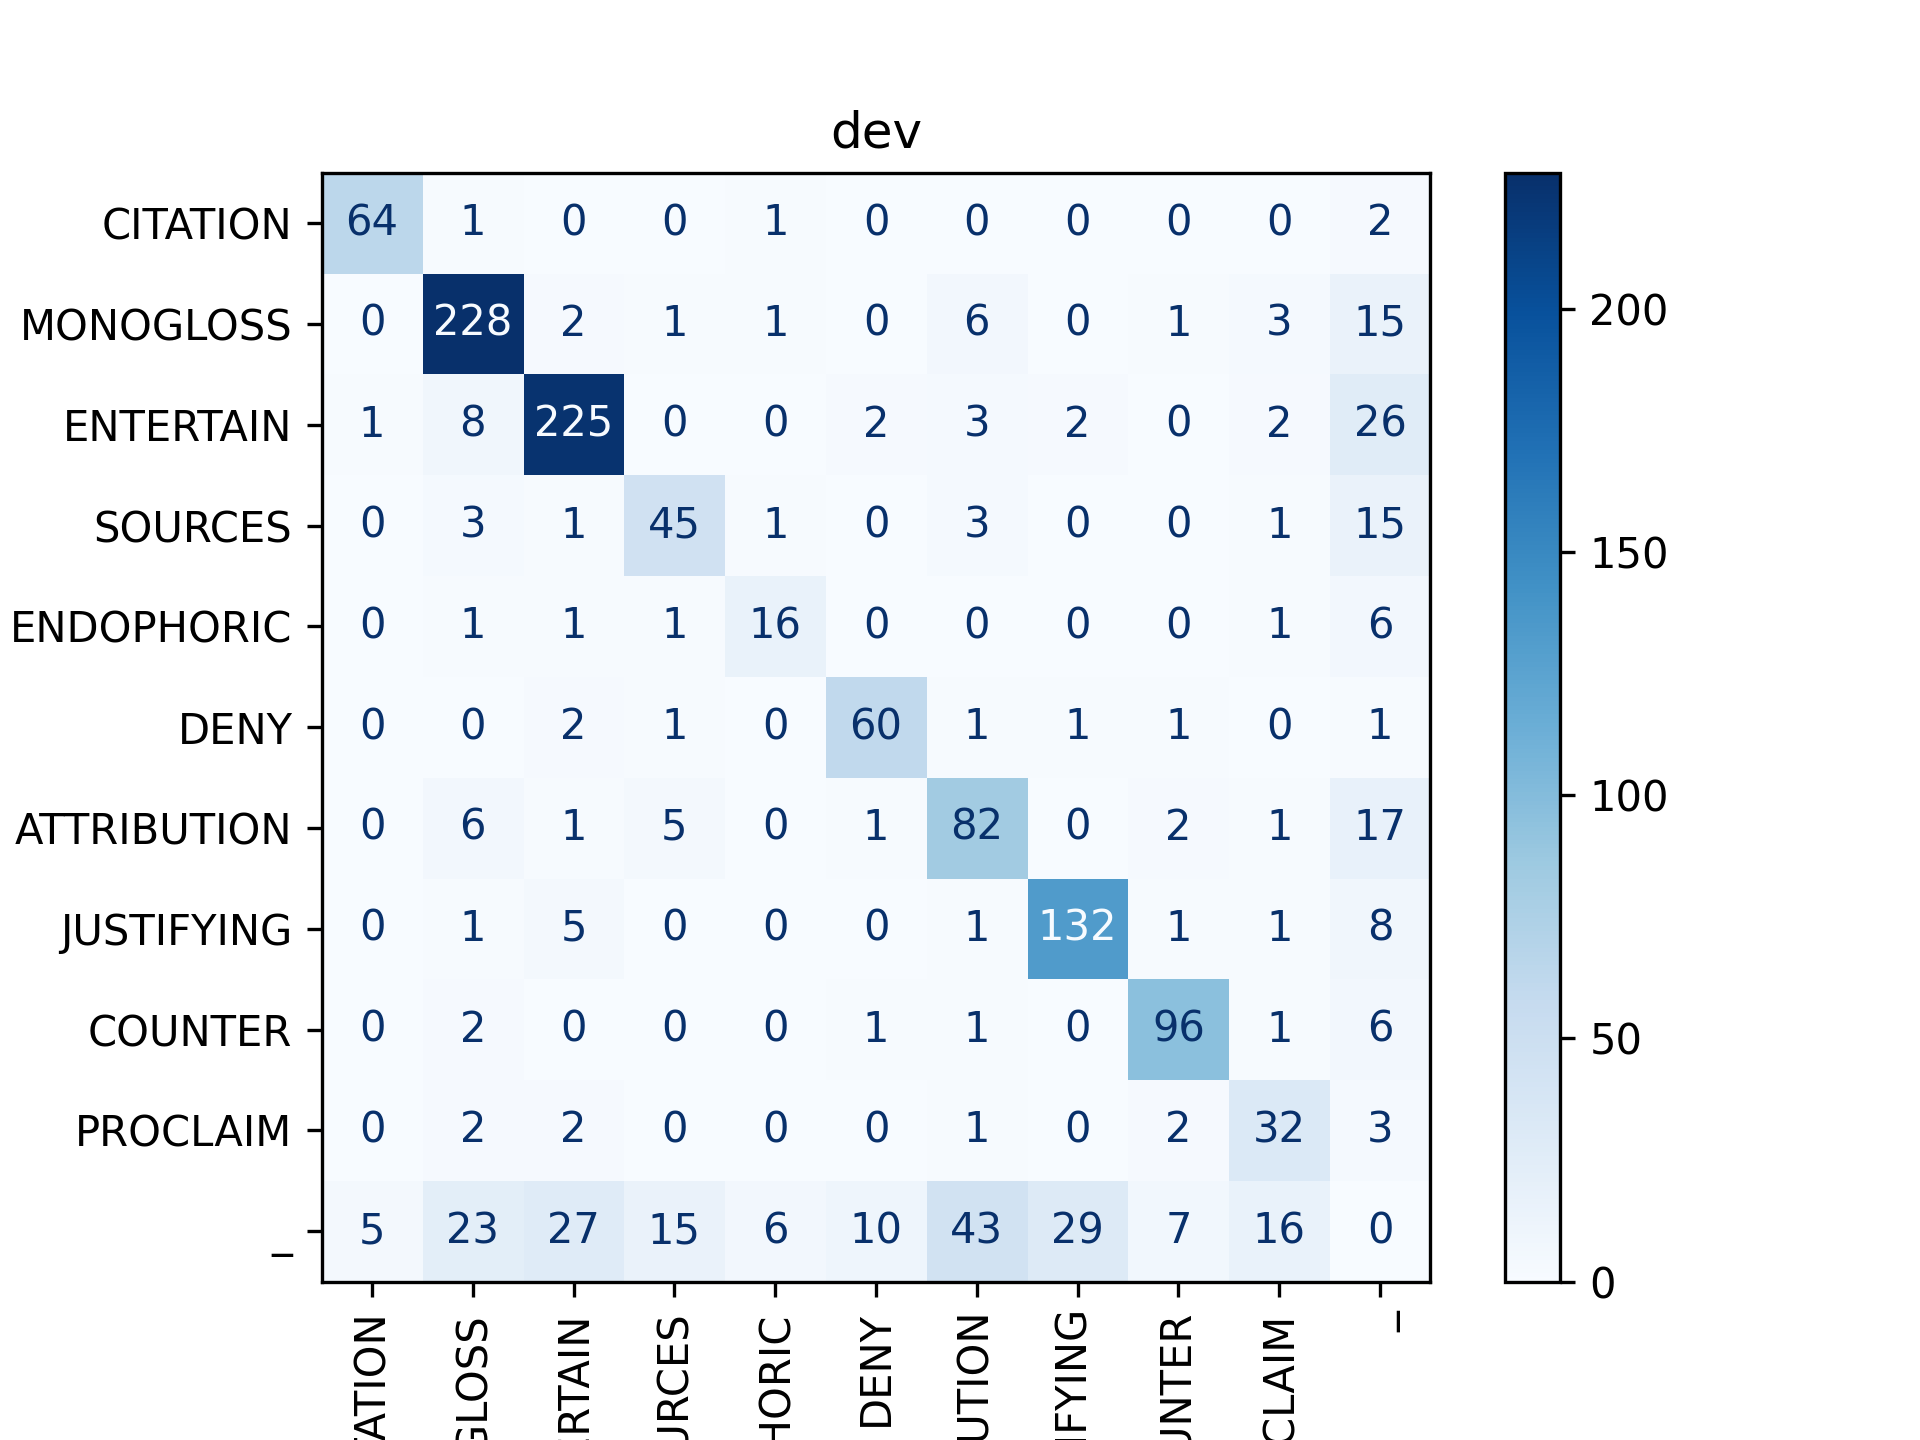 dev
CITATION 64 1 0 0 1 0 0 0 0 0 2
MONOGLOSS 0 228 2 1 1 0 6 0 1 3 15
ENTERTAIN 1 8 225 0 0 2 3 2 0 2 26
SOURCES 0 3 1 45 1 0 3 0 0 1 15
ENDOPHORIC 0 1 1 1 16 0 0 0 0 1 6
DENY 0 0 2 1 0 60 1 1 1 0 1
ATTRIBUTION 0 6 1 5 0 1 82 0 2 1 17
JUSTIFYING 0 1 5 0 0 0 1 132 1 1 8
COUNTER 0 2 0 0 0 1 1 0 96 1 6
PROCLAIM 0 2 2 0 0 0 1 0 2 32 3
_ 5 23 27 15 6 10 43 29 7 16 0
TATION
GLOSS
RTAIN
URCES
HORIC
DENY
UTION
IFYING
UNTER
CLAIM
_
200
150
100
50
0